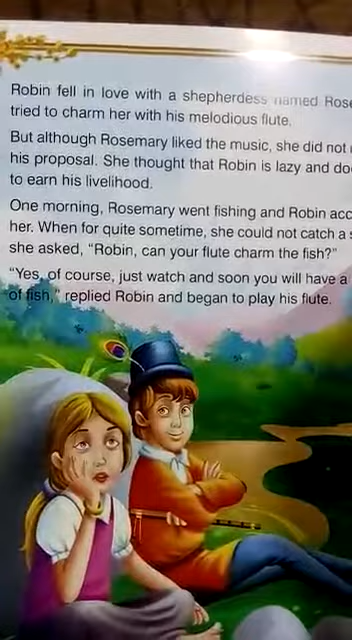 Robin fell in love with a shepherdess named Rose
tried to charm her with his melodious flute.
But although Rosemary liked the music, she did not
his proposal. She thought that Robin is lazy and do
to earn his livelihood.
One morning, Rosemary went fishing and Robin acc
her. When for quite sometime, she could not catch a
she asked, “Robin, can your flute charm the fish?”
“Yes, of course, just watch and soon you will have a
of fish,” replied Robin and began to play his flute.